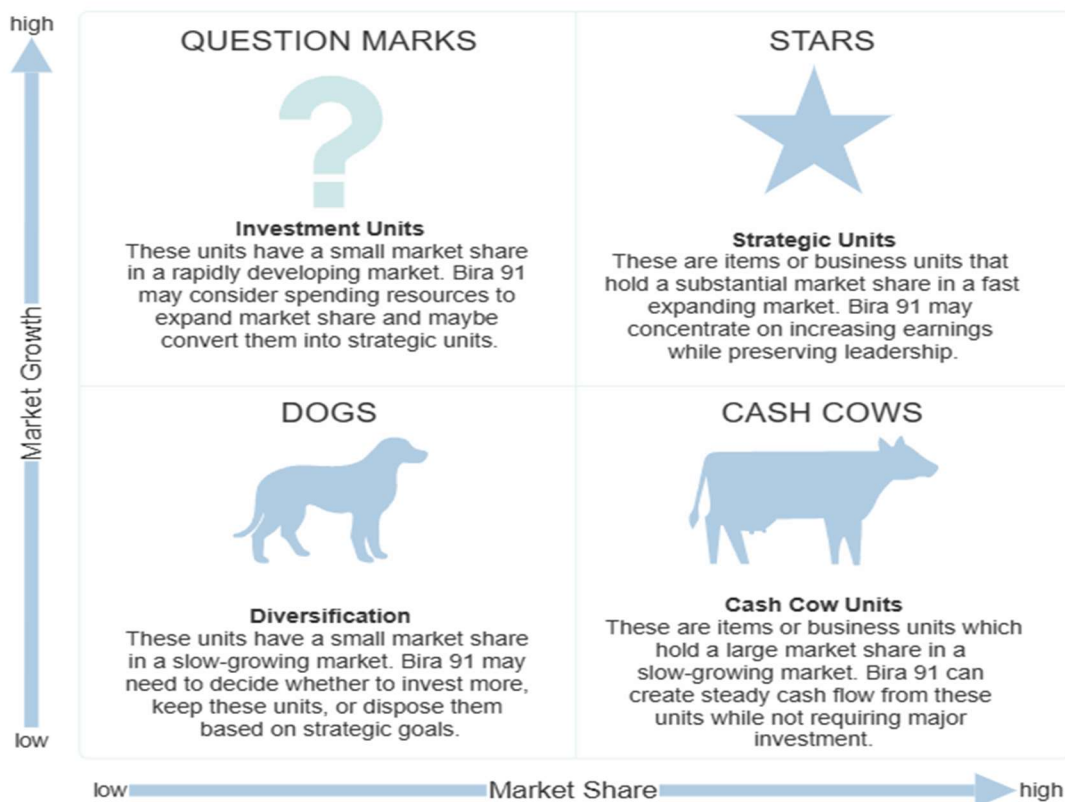 high
QUESTION MARKS
?
Investment Units
These units have a small market share
in a rapidly developing market. Bira 91
may consider spending resources to
expand market share and maybe
convert them into strategic units.
STARS
Strategic Units
These are items or business units that
hold a substantial market share in a fast
expanding market. Bira 91 may
concentrate on increasing earnings
while preserving leadership.
Market Growth
DOGS
Diversification
These units have a small market share
in a slow-growing market. Bira 91 may
need to decide whether to invest more,
keep these units, or dispose them
based on strategic goals.
CASH COWS
Cash Cow Units
These are items or business units which
hold a large market share in a
slow-growing market. Bira 91 can
create steady cash flow from these
units while not requiring major
investment.
low
low
Market Share
high